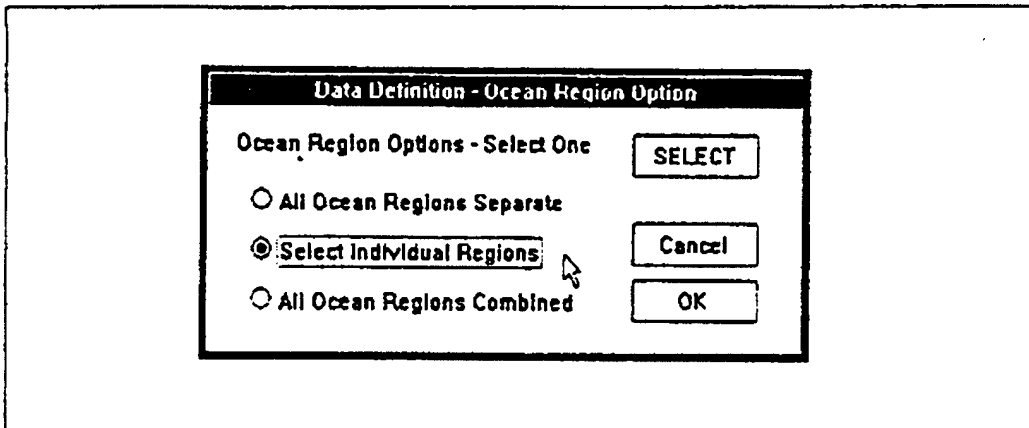 Data Definition - Ocean Region Option
Ocean Region Options - Select One
SELECT
All Ocean Regions Separate
Select Individual Regions
Cancel
All Ocean Regions Combined
OK